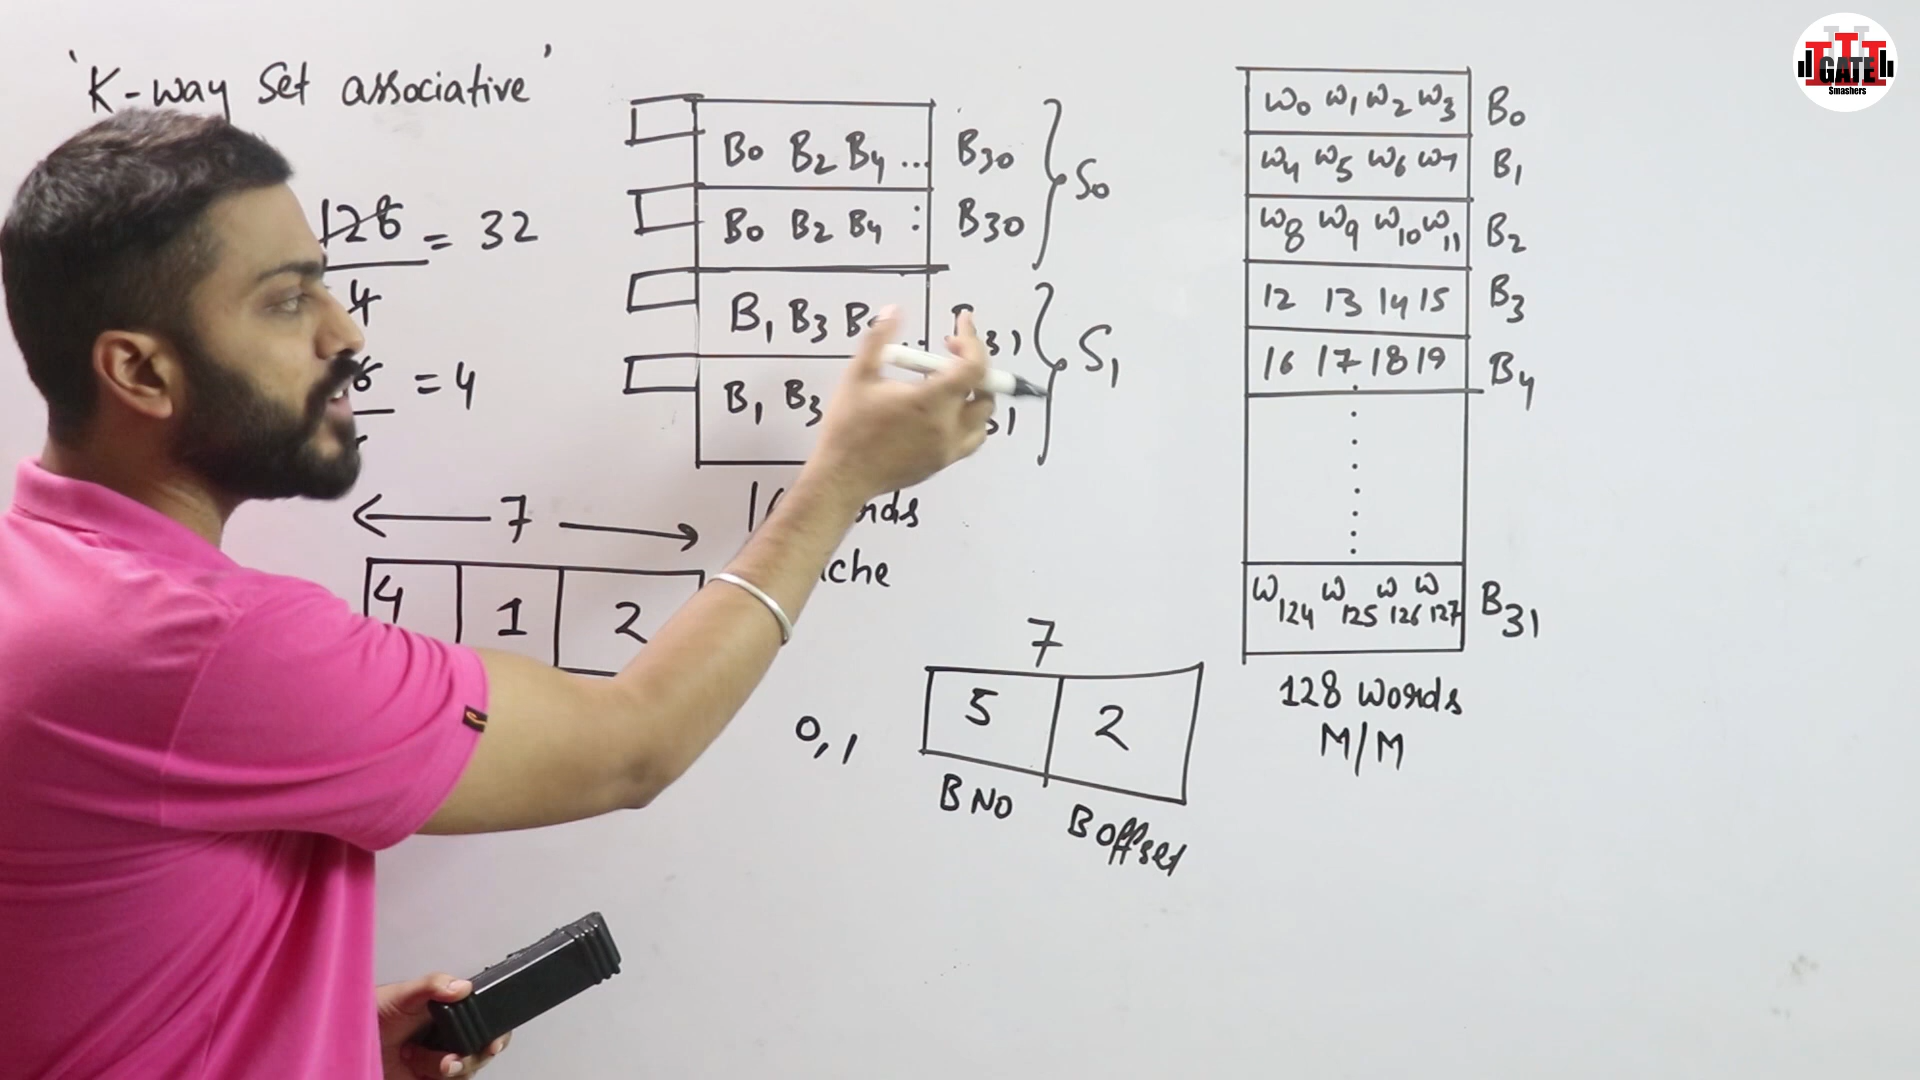 'K-way Set associative'
128
4
= 32
= 4
← 7 →
4 1 2
B0 B2 B4 ... B30
B0 B2 B4 : B30
S0
B1 B3
B1 B3
S1
0, 1
7
5 2
B NO B Offset
W0 W1 W2 W3 B0
W4 W5 W6 W7 B1
W8 W9 W10 W11 B2
12 13 14 15 B3
16 17 18 19 B4
W124 W125 W126 W127 B31
128 Words
M/M
GATE
Smashers